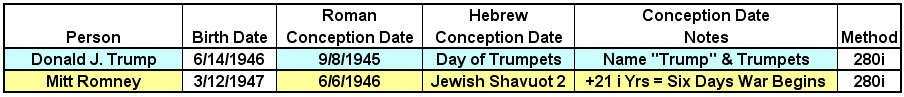 Roman Hebrew Conception Date
Person Birth Date Conception Date Conception Date Notes Method
Donald J. Trump 6/14/1946 9/8/1945 Day of Trumpets Name "Trump" & Trumpets 280i
Mitt Romney 3/12/1947 6/6/1946 Jewish Shavuot 2 +21 i Yrs = Six Days War Begins 280i